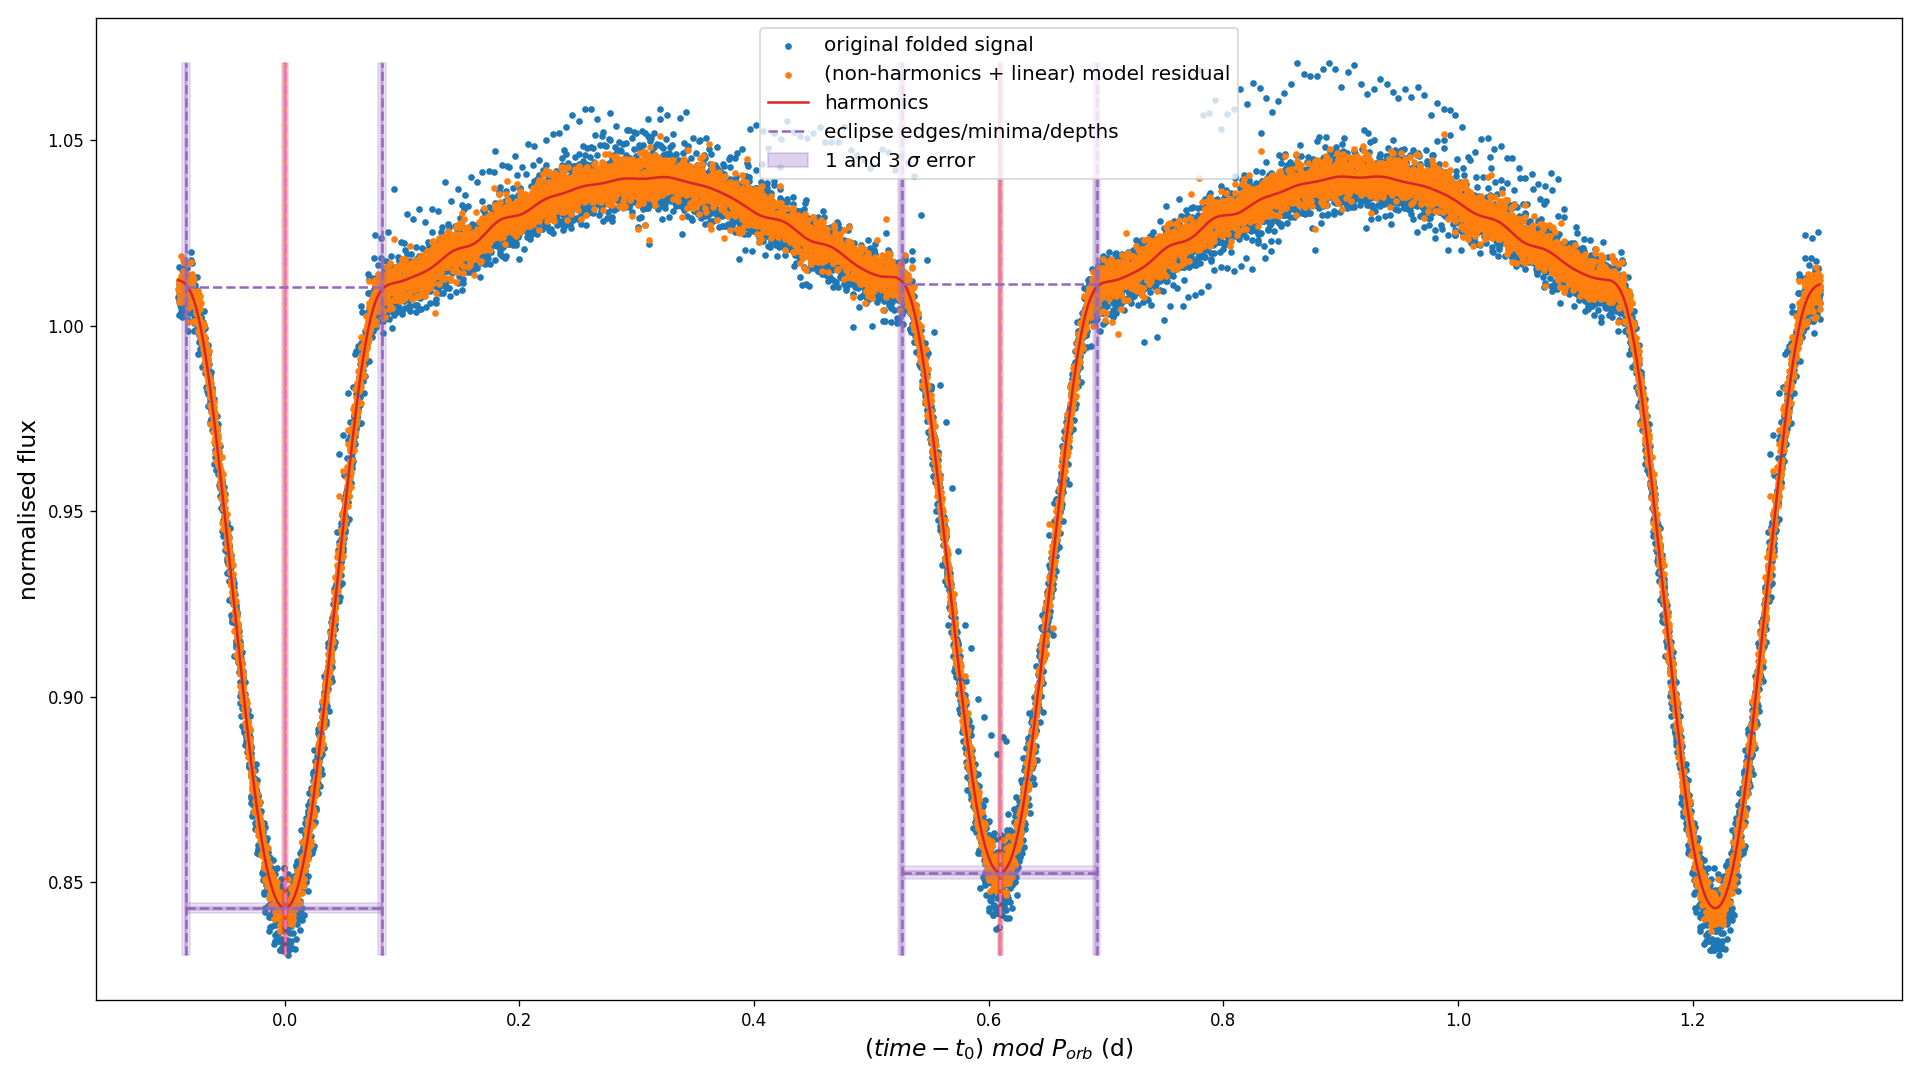 original folded signal
(non-harmonics + linear) model residual
harmonics
eclipse edges/minima/depths
1 and 3 σ error
normalised flux
1.05
1.00
0.95
0.90
0.85
0.0 0.2 0.4 0.6 0.8 1.0 1.2
(time − t₀) mod P_orb (d)